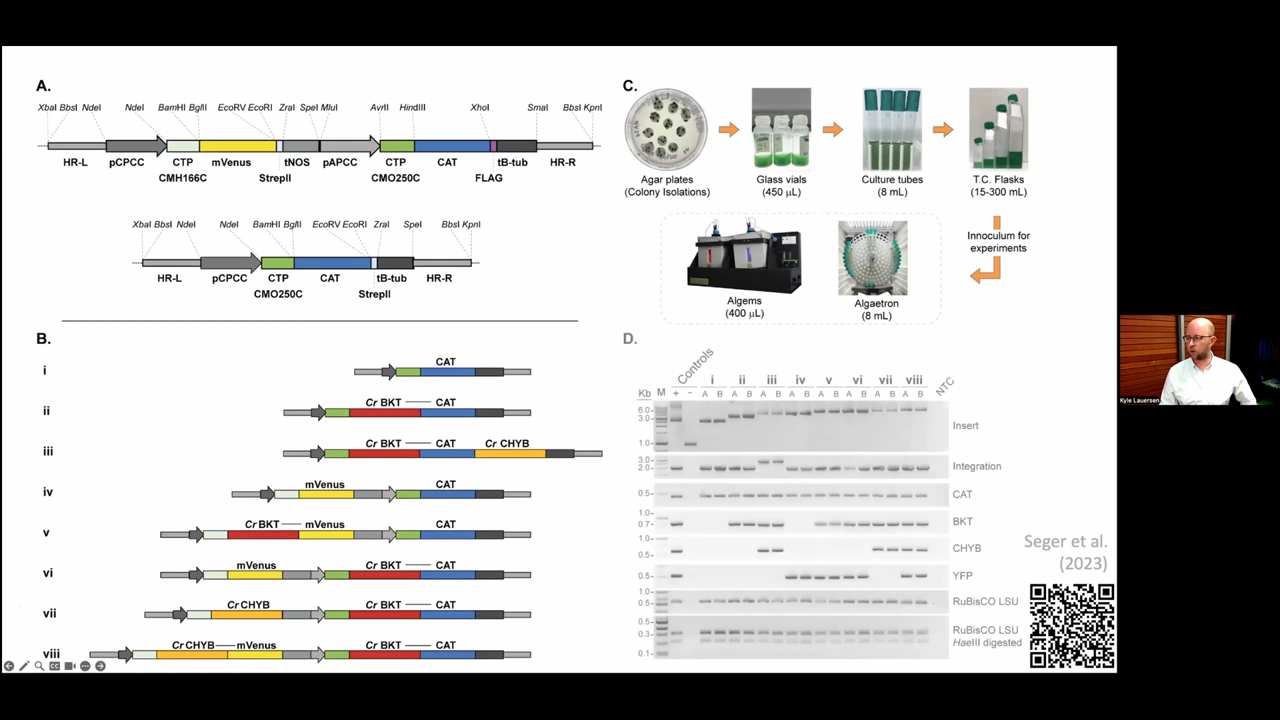 A.
XbaI BbsI NdeI NdeI BamHI BglII EcoRV EcoRI ZraI SpeI MluI AvrII HindIII XhoI SmaI BbsI KpnI
HR-L pCPCC CTP mVenus tNOS pAPCC CTP CAT tB-tub HR-R
CMH166C StrepII CMO250C FLAG
XbaI BbsI NdeI NdeI BamHI BglII EcoRV EcoRI ZraI SpeI BbsI KpnI
HR-L pCPCC CTP CAT tB-tub HR-R
CMO250C StrepII
B.
i CAT
ii Cr BKT CAT
iii Cr BKT CAT Cr CHYB
iv mVenus CAT
v Cr BKT mVenus CAT
vi mVenus Cr BKT CAT
vii Cr CHYB Cr BKT CAT
viii Cr CHYB mVenus Cr BKT CAT
C.
Agar plates
(Colony Isolations)
Glass vials
(450 µL)
Culture tubes
(8 mL)
T.C. Flasks
(15-300 mL)
Innoculum for
experiments
Algems
(400 µL)
Algaetron
(8 mL)
D.
Controls i ii iii iv v vi vii viii NTC
Kb M + - A B A B A B A B A B A B A B A B
6.0
3.0
1.0
Insert
3.0
2.0
Integration
0.5
CAT
1.0
0.7
BKT
1.0
0.5
CHYB
0.5
YFP
1.0
0.5
RuBisCO LSU
0.5
0.3
0.1
RuBisCO LSU
HaeIII digested
Seger et al.
(2023)
Kyle Lauersen